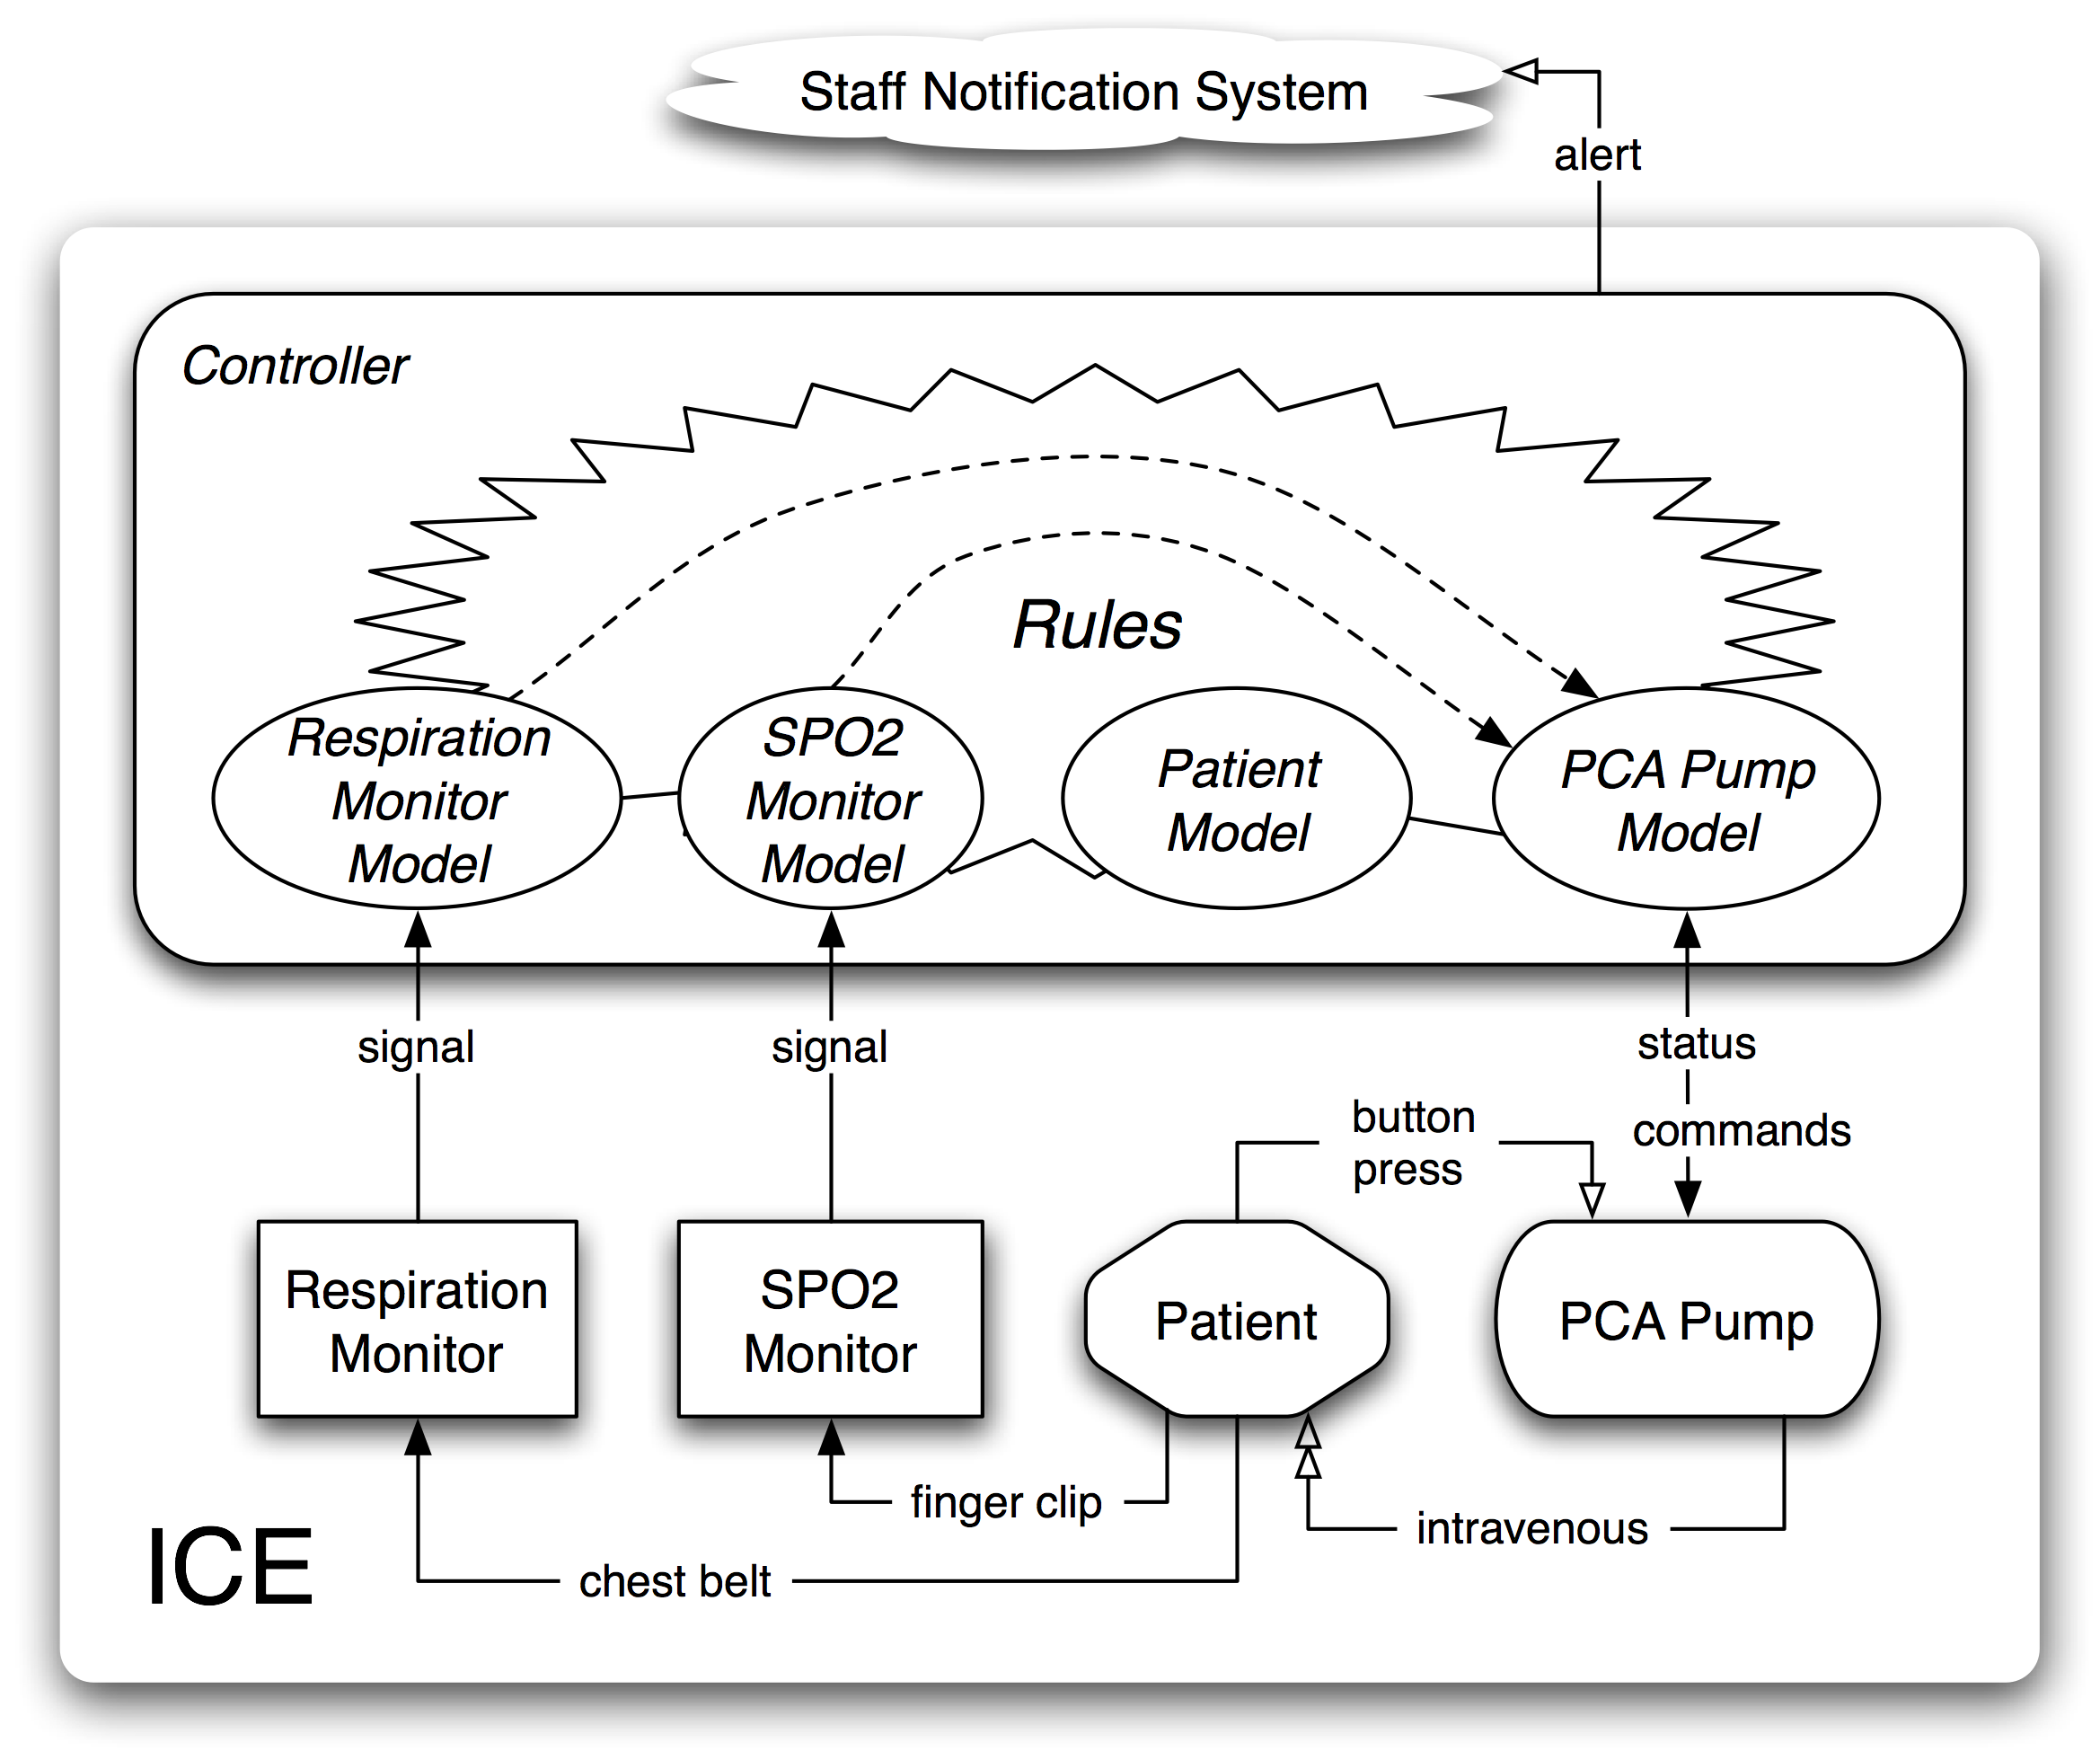 Staff Notification System
alert
Controller
Rules
Respiration
Monitor
Model
SPO2
Monitor
Model
Patient
Model
PCA Pump
Model
signal
signal
status
commands
button
press
Respiration
Monitor
SPO2
Monitor
Patient
PCA Pump
finger clip
intravenous
chest belt
ICE